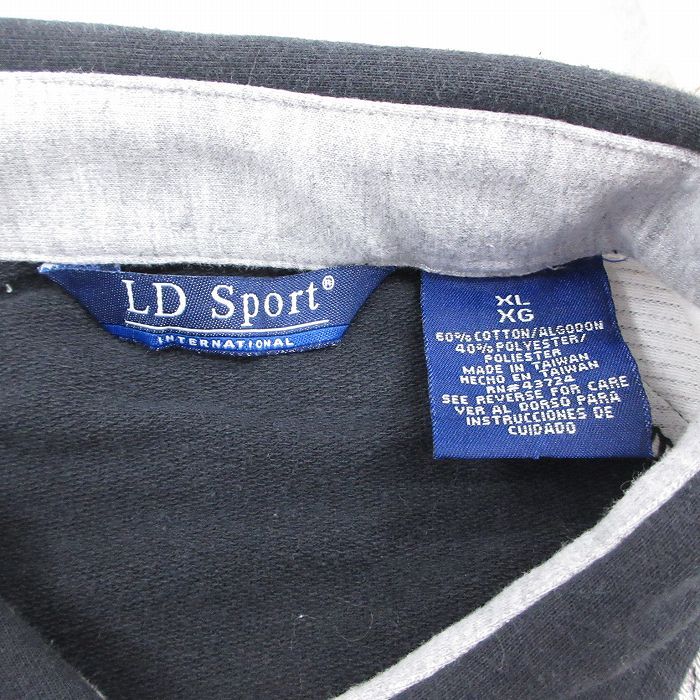 LD Sport®
INTERNATIONAL
XL
XG
60% COTTON/ALGODON
40% POLYESTER/
POLIESTER
MADE IN TAIWAN
HECHO EN TAIWAN
RN# 43724
SEE REVERSE FOR CARE
VER AL DORSO PARA
INSTRUCCIONES DE
CUIDADO